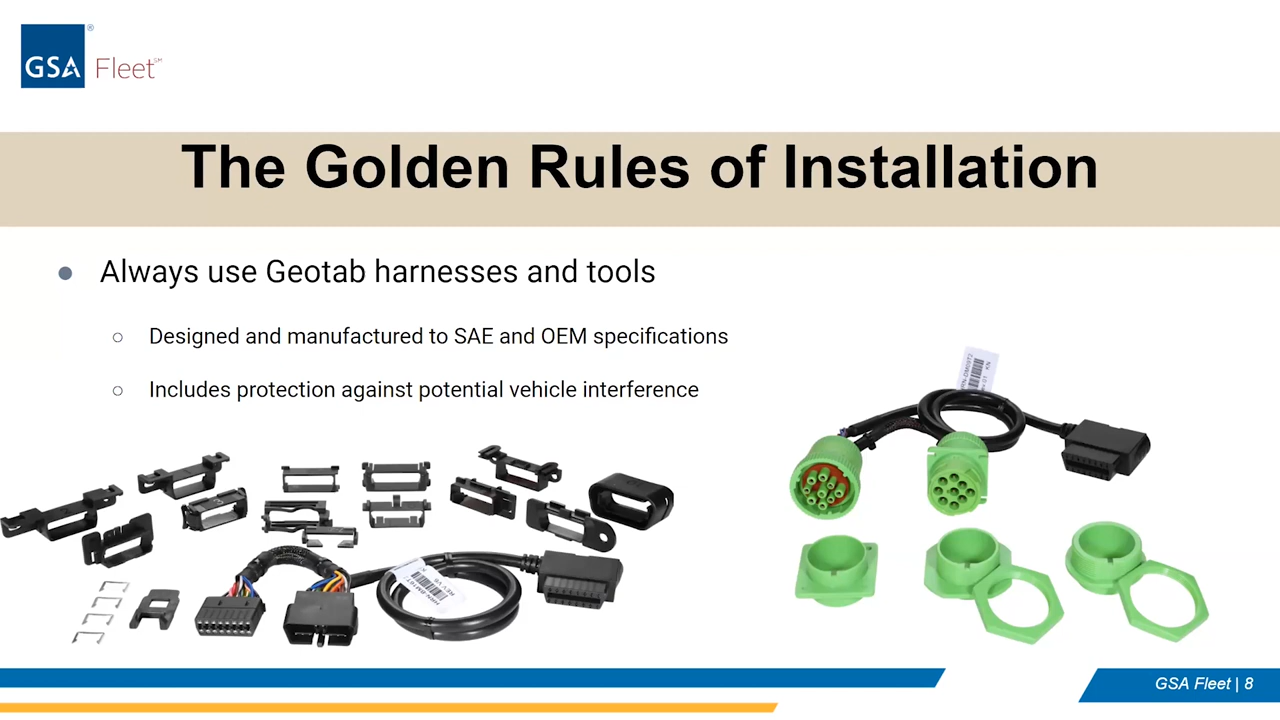 GSA Fleet℠
The Golden Rules of Installation
Always use Geotab harnesses and tools
Designed and manufactured to SAE and OEM specifications
Includes protection against potential vehicle interference
GSA Fleet | 8